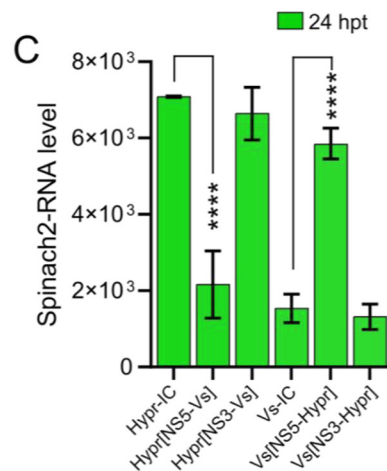 C
24 hpt
Spinach2-RNA level
8×10³
6×10³
4×10³
2×10³
0
****
****
Hypr-IC
Hypr[NS5-Vs]
Hypr[NS3-Vs]
Vs-IC
Vs[NS5-Hypr]
Vs[NS3-Hypr]